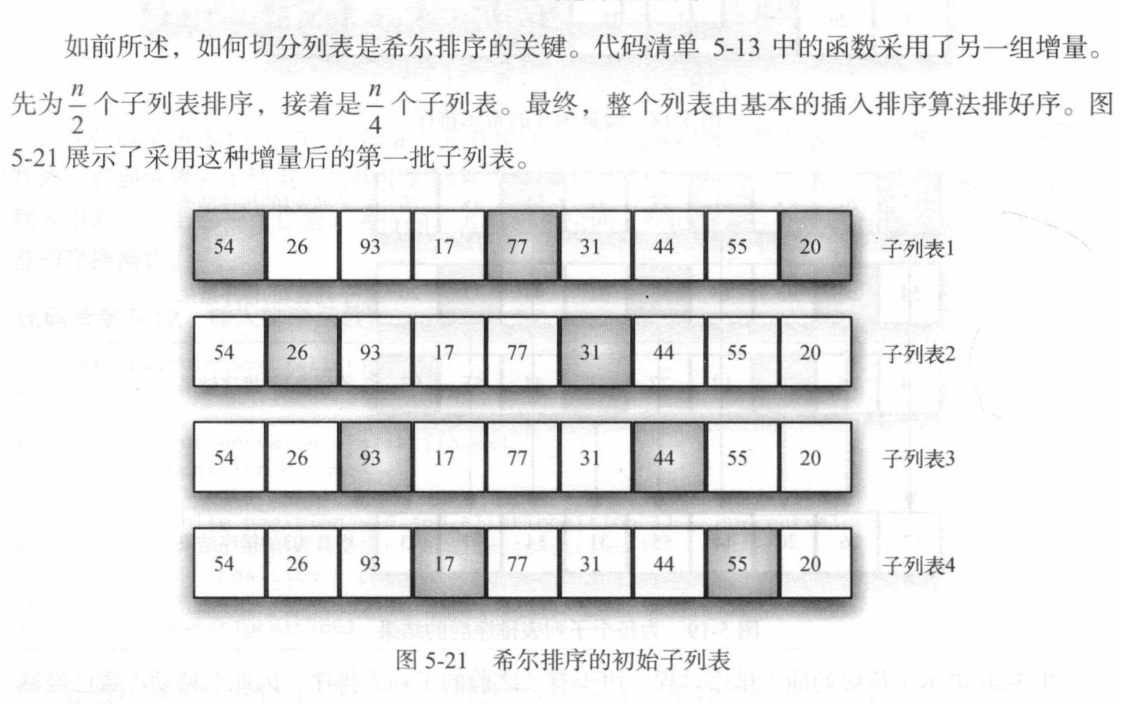 如前所述，如何切分列表是希尔排序的关键。代码清单 5-13 中的函数采用了另一组增量。
先为 n/2 个子列表排序，接着是 n/4 个子列表。最终，整个列表由基本的插入排序算法排好序。图
5-21 展示了采用这种增量后的第一批子列表。
54 26 93 17 77 31 44 55 20 子列表1
54 26 93 17 77 31 44 55 20 子列表2
54 26 93 17 77 31 44 55 20 子列表3
54 26 93 17 77 31 44 55 20 子列表4
图 5-21 希尔排序的初始子列表